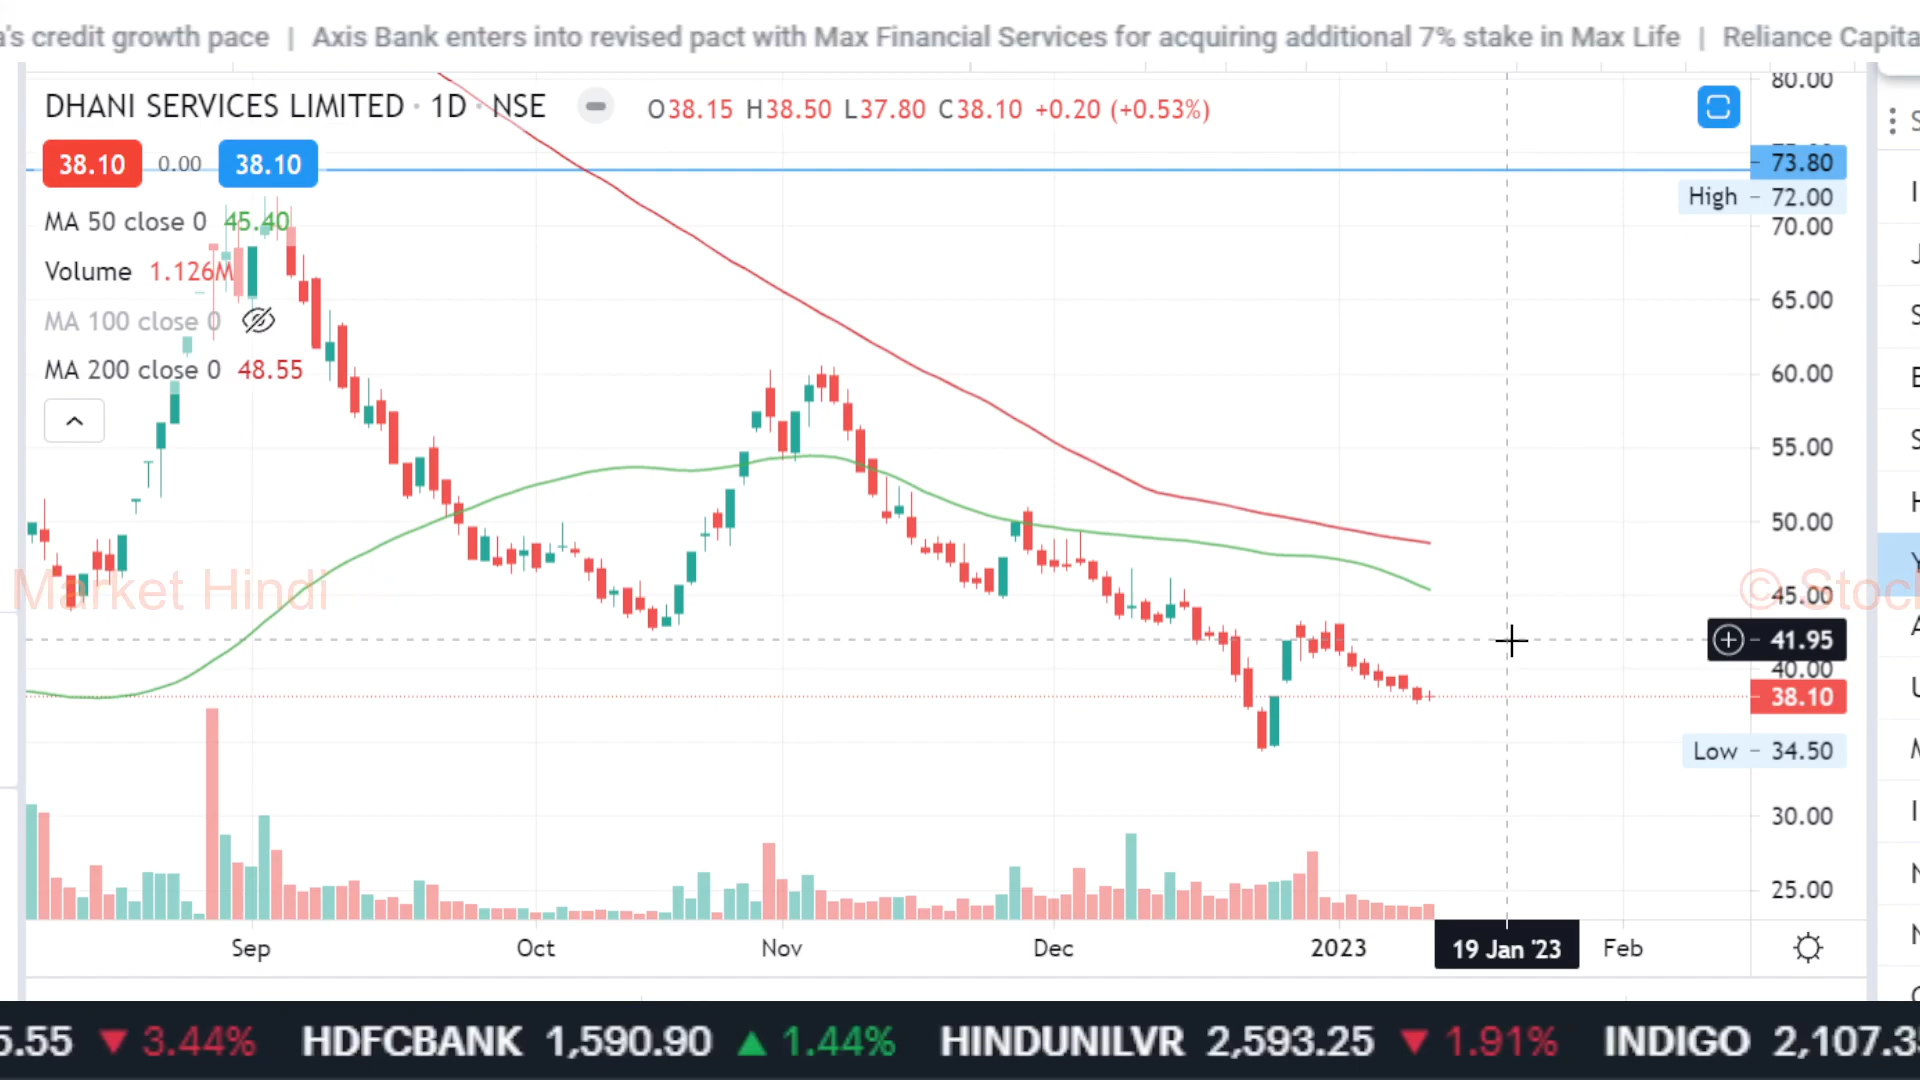 's credit growth pace | Axis Bank enters into revised pact with Max Financial Services for acquiring additional 7% stake in Max Life | Reliance Capita
DHANI SERVICES LIMITED · 1D · NSE O38.15 H38.50 L37.80 C38.10 +0.20 (+0.53%)
38.10 0.00 38.10
MA 50 close 0 45.40
Volume 1.126M
MA 100 close 0
MA 200 close 0 48.55
80.00
73.80
High 72.00
70.00
65.00
60.00
55.00
50.00
45.00
41.95
40.00
38.10
Low 34.50
30.00
25.00
Market Hindi
© Stock
Sep Oct Nov Dec 2023 19 Jan '23 Feb
5.55 ▼ 3.44% HDFCBANK 1,590.90 ▲ 1.44% HINDUNILVR 2,593.25 ▼ 1.91% INDIGO 2,107.3